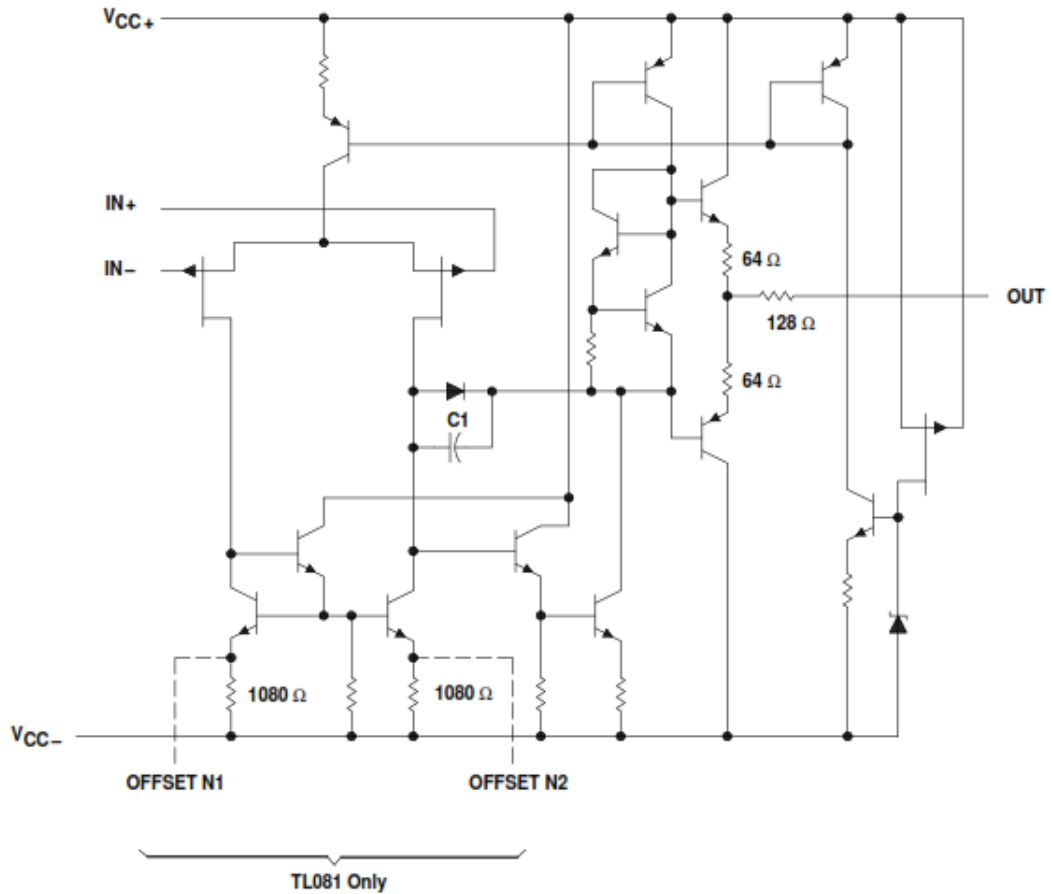 VCC+
IN+
IN−
64 Ω
128 Ω
OUT
64 Ω
C1
1080 Ω
1080 Ω
VCC−
OFFSET N1
OFFSET N2
TL081 Only